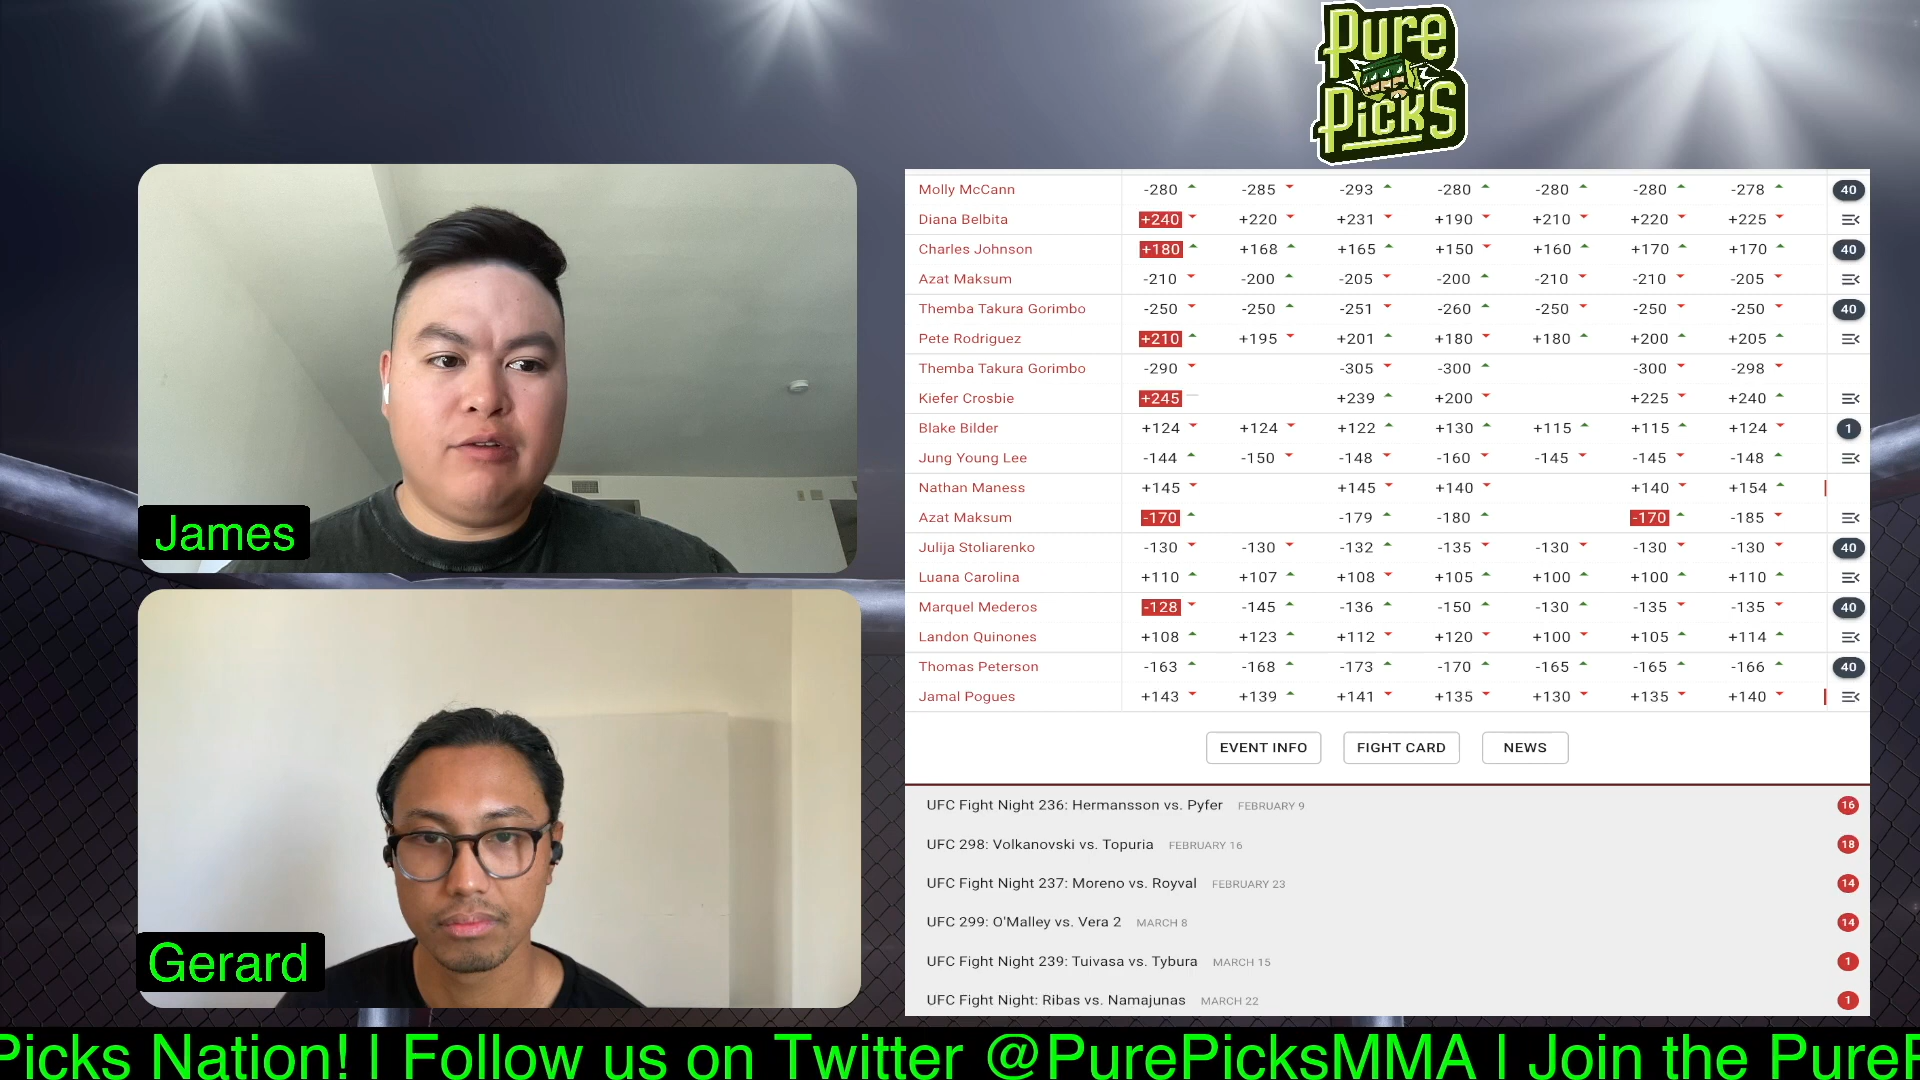 Pure
Picks
Molly McCann -280 -285 -293 -280 -280 -280 -278 40
Diana Belbita +240 +220 +231 +190 +210 +220 +225
Charles Johnson +180 +168 +165 +150 +160 +170 +170 40
Azat Maksum -210 -200 -205 -200 -210 -210 -205
Themba Takura Gorimbo -250 -250 -251 -260 -250 -250 -250 40
Pete Rodriguez +210 +195 +201 +180 +180 +200 +205
Themba Takura Gorimbo -290 -305 -300 -300 -298
Kiefer Crosbie +245 +239 +200 +225 +240
Blake Bilder +124 +124 +122 +130 +115 +115 +124 1
Jung Young Lee -144 -150 -148 -160 -145 -145 -148
Nathan Maness +145 +145 +140 +140 +154
Azat Maksum -170 -179 -180 -170 -185
Julija Stoliarenko -130 -130 -132 -135 -130 -130 -130 40
Luana Carolina +110 +107 +108 +105 +100 +100 +110
Marquel Mederos -128 -145 -136 -150 -130 -135 -135 40
Landon Quinones +108 +123 +112 +120 +100 +105 +114
Thomas Peterson -163 -168 -173 -170 -165 -165 -166 40
Jamal Pogues +143 +139 +141 +135 +130 +135 +140
EVENT INFO FIGHT CARD NEWS
UFC Fight Night 236: Hermansson vs. Pyfer FEBRUARY 9 16
UFC 298: Volkanovski vs. Topuria FEBRUARY 16 18
UFC Fight Night 237: Moreno vs. Royval FEBRUARY 23 14
UFC 299: O'Malley vs. Vera 2 MARCH 8 14
UFC Fight Night 239: Tuivasa vs. Tybura MARCH 15 1
UFC Fight Night: Ribas vs. Namajunas MARCH 22 1
James
Gerard
Picks Nation! | Follow us on Twitter @PurePicksMMA | Join the PureP